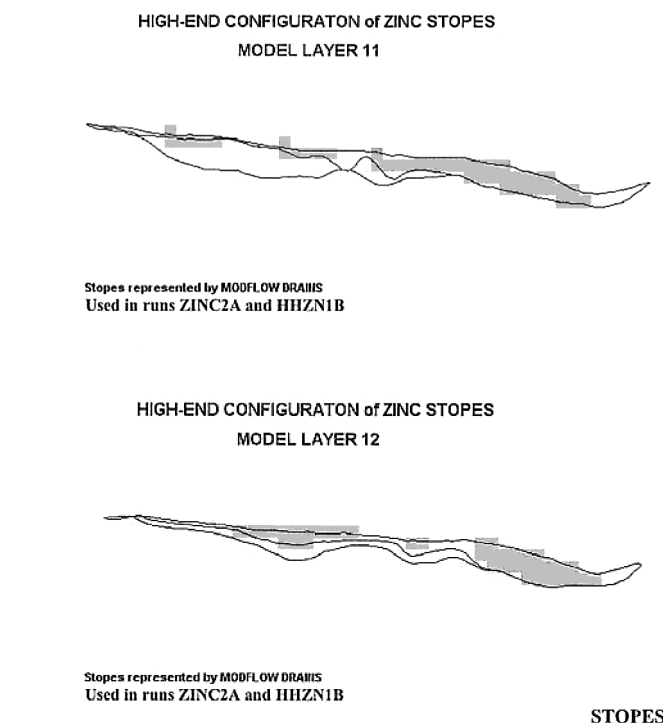 HIGH-END CONFIGURATON of ZINC STOPES
MODEL LAYER 11
Stopes represented by MODFLOW DRAINS
Used in runs ZINC2A and HHZN1B
HIGH-END CONFIGURATON of ZINC STOPES
MODEL LAYER 12
Stopes represented by MODFLOW DRAINS
Used in runs ZINC2A and HHZN1B
STOPES